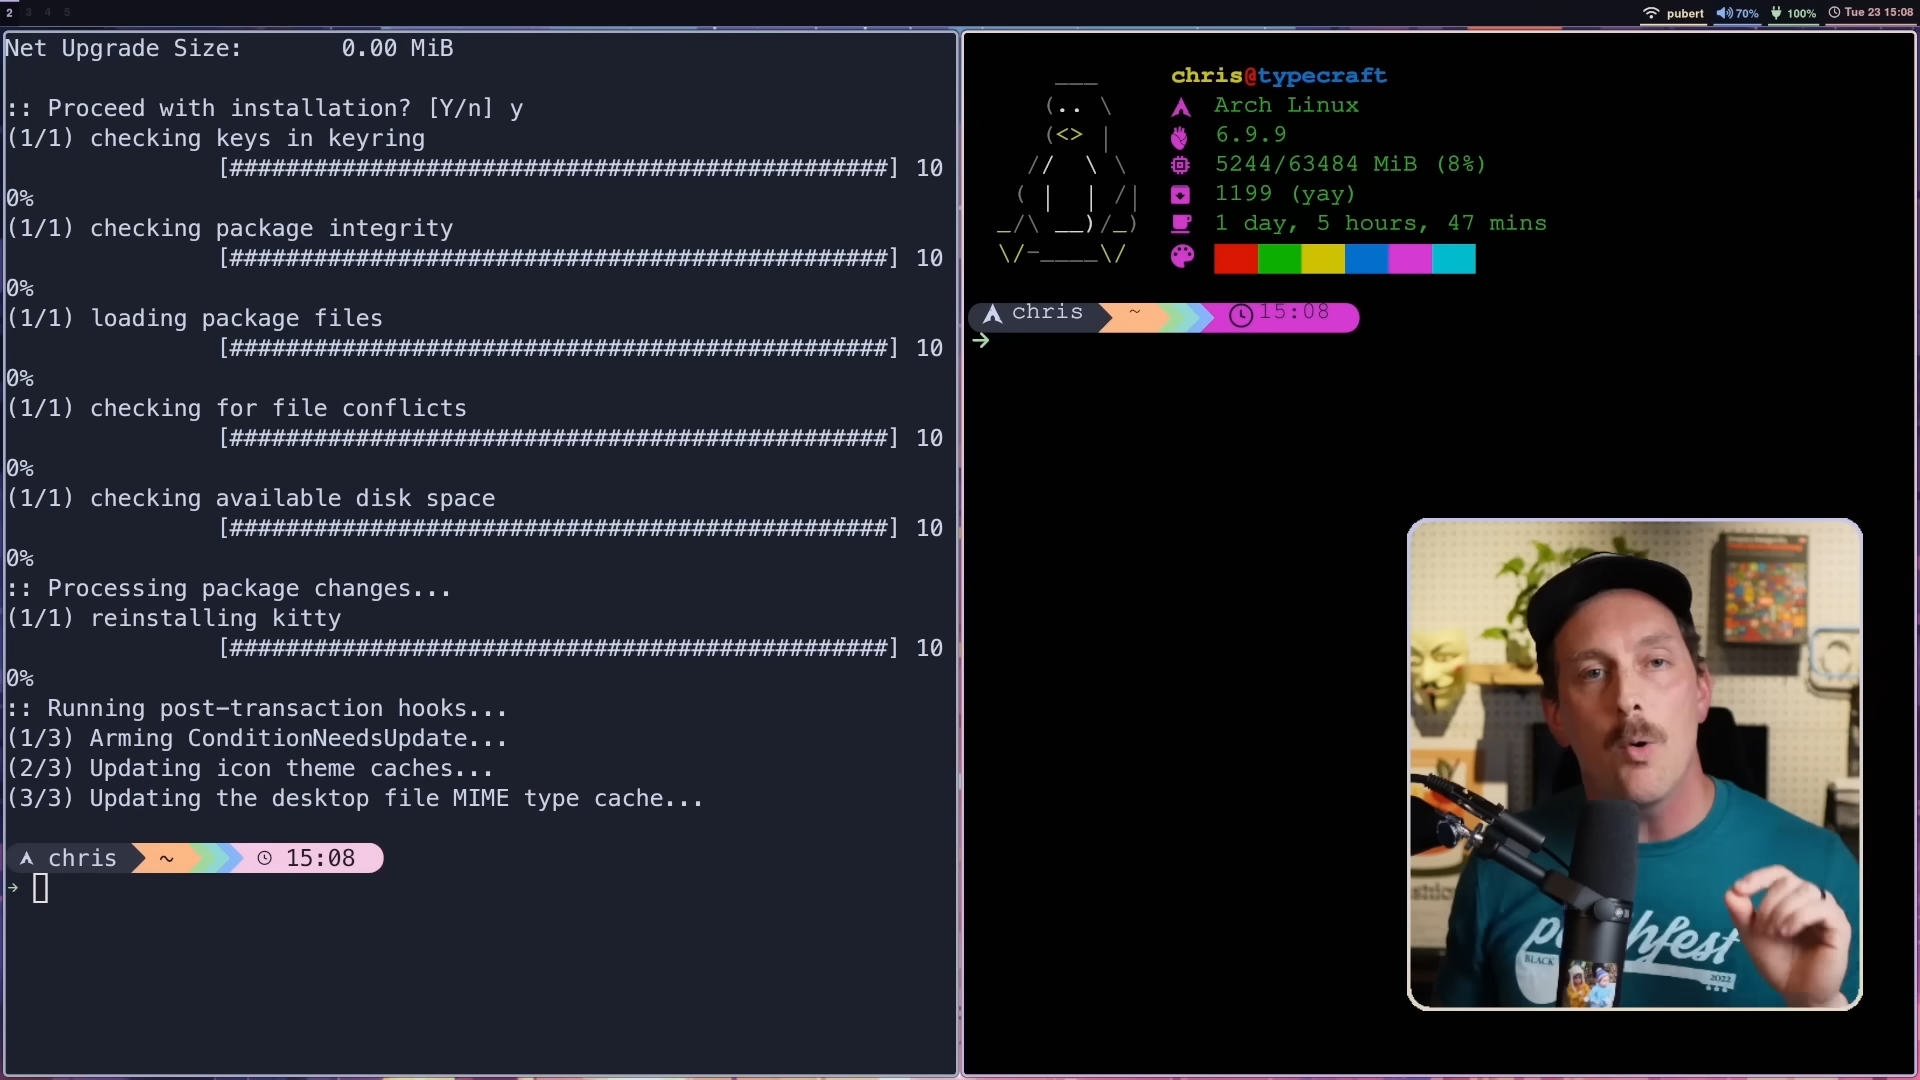 2 3 4 5
pubert 70% 100% Tue 23 15:08
Net Upgrade Size: 0.00 MiB
:: Proceed with installation? [Y/n] y
(1/1) checking keys in keyring
[###############################################] 10
0%
(1/1) checking package integrity
[###############################################] 10
0%
(1/1) loading package files
[###############################################] 10
0%
(1/1) checking for file conflicts
[###############################################] 10
0%
(1/1) checking available disk space
[###############################################] 10
0%
:: Processing package changes...
(1/1) reinstalling kitty
[###############################################] 10
0%
:: Running post-transaction hooks...
(1/3) Arming ConditionNeedsUpdate...
(2/3) Updating icon theme caches...
(3/3) Updating the desktop file MIME type cache...
chris ~ 15:08
chris@typecraft
Arch Linux
6.9.9
5244/63484 MiB (8%)
1199 (yay)
1 day, 5 hours, 47 mins
chris ~ 15:08
BLACK
2022